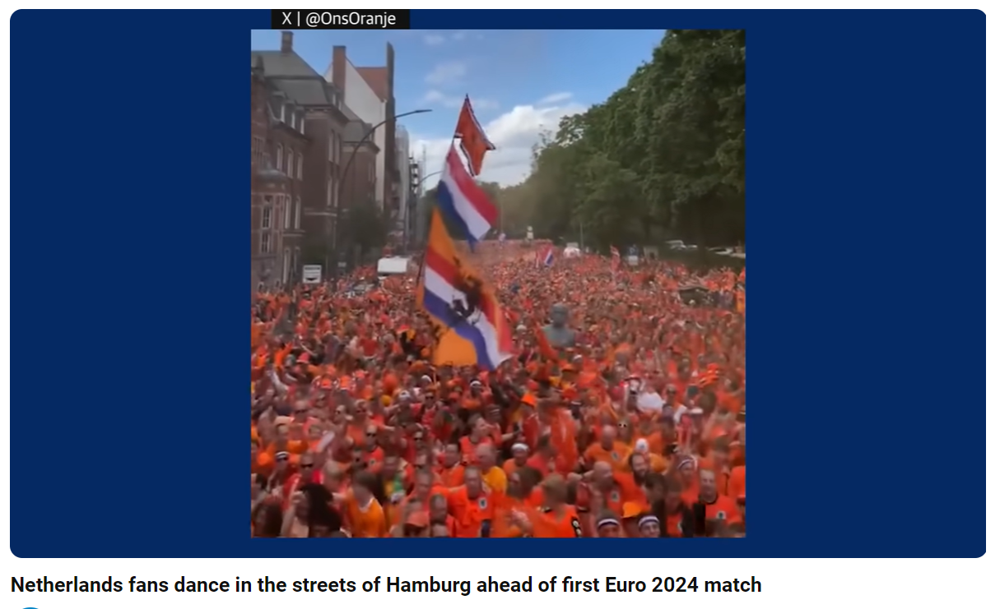 X | @OnsOranje
Netherlands fans dance in the streets of Hamburg ahead of first Euro 2024 match